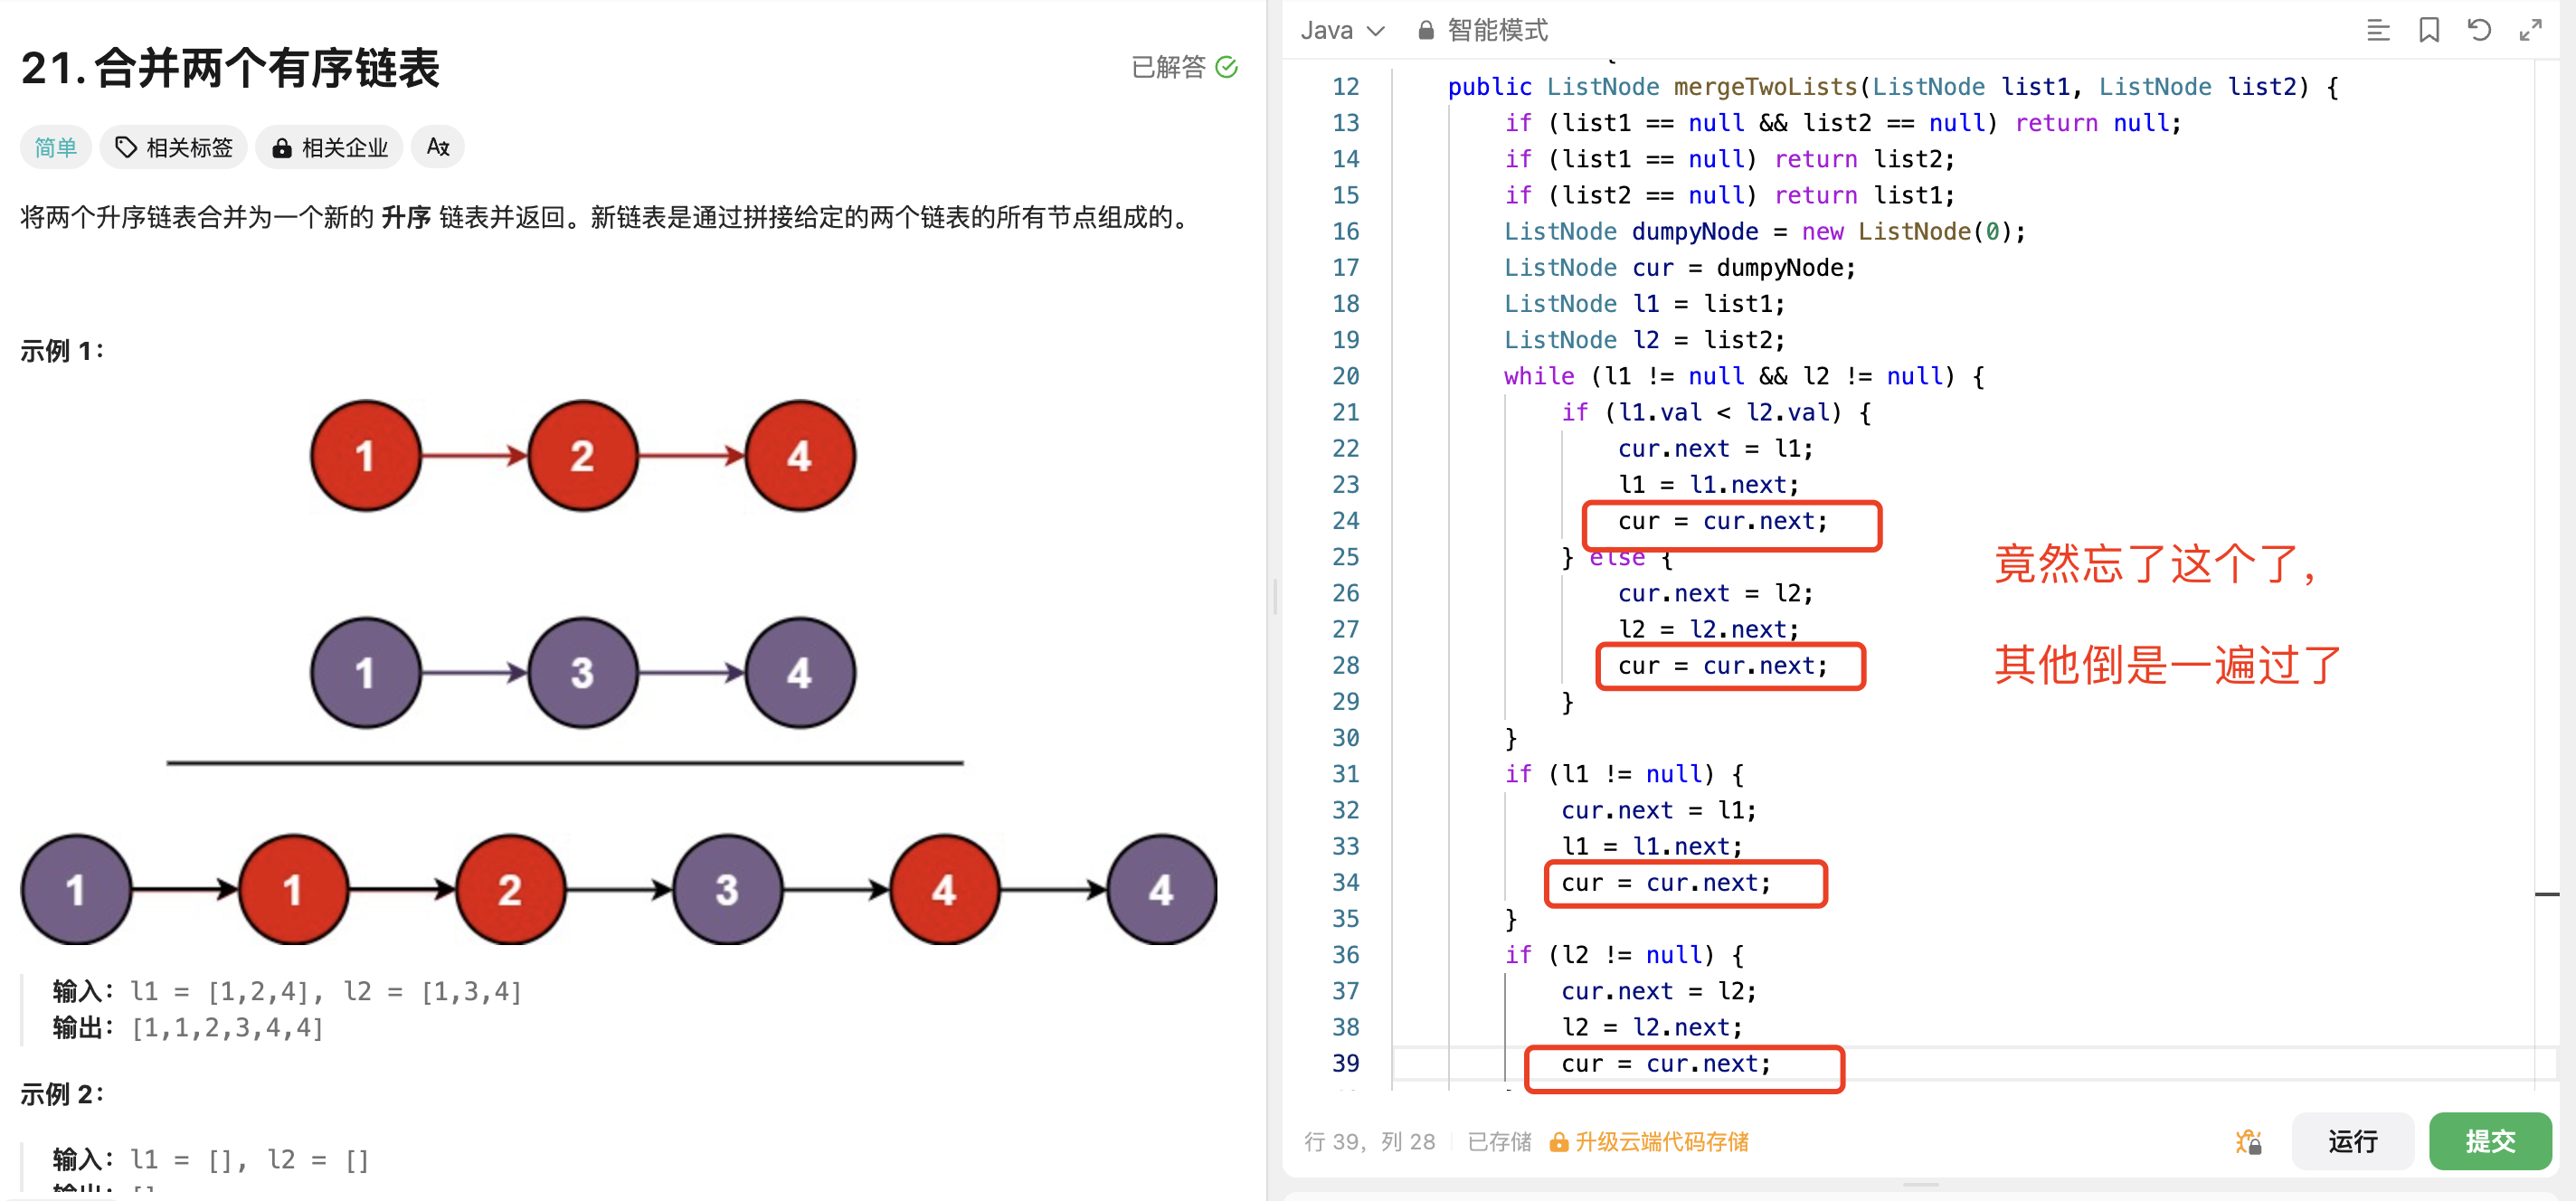 21. 合并两个有序链表
已解答
简单
相关标签
相关企业
将两个升序链表合并为一个新的 升序 链表并返回。新链表是通过拼接给定的两个链表的所有节点组成的。
示例 1：
1
2
4
1
3
4
1
1
2
3
4
4
输入：l1 = [1,2,4], l2 = [1,3,4]
输出：[1,1,2,3,4,4]
示例 2：
输入：l1 = [], l2 = []
输出：[]
Java
智能模式
12 public ListNode mergeTwoLists(ListNode list1, ListNode list2) {
13 if (list1 == null && list2 == null) return null;
14 if (list1 == null) return list2;
15 if (list2 == null) return list1;
16 ListNode dumpyNode = new ListNode(0);
17 ListNode cur = dumpyNode;
18 ListNode l1 = list1;
19 ListNode l2 = list2;
20 while (l1 != null && l2 != null) {
21 if (l1.val < l2.val) {
22 cur.next = l1;
23 l1 = l1.next;
24 cur = cur.next;
25 } else {
26 cur.next = l2;
27 l2 = l2.next;
28 cur = cur.next;
29 }
30 }
31 if (l1 != null) {
32 cur.next = l1;
33 l1 = l1.next;
34 cur = cur.next;
35 }
36 if (l2 != null) {
37 cur.next = l2;
38 l2 = l2.next;
39 cur = cur.next;
竟然忘了这个了，
其他倒是一遍过了
行 39，列 28
已存储
升级云端代码存储
运行
提交